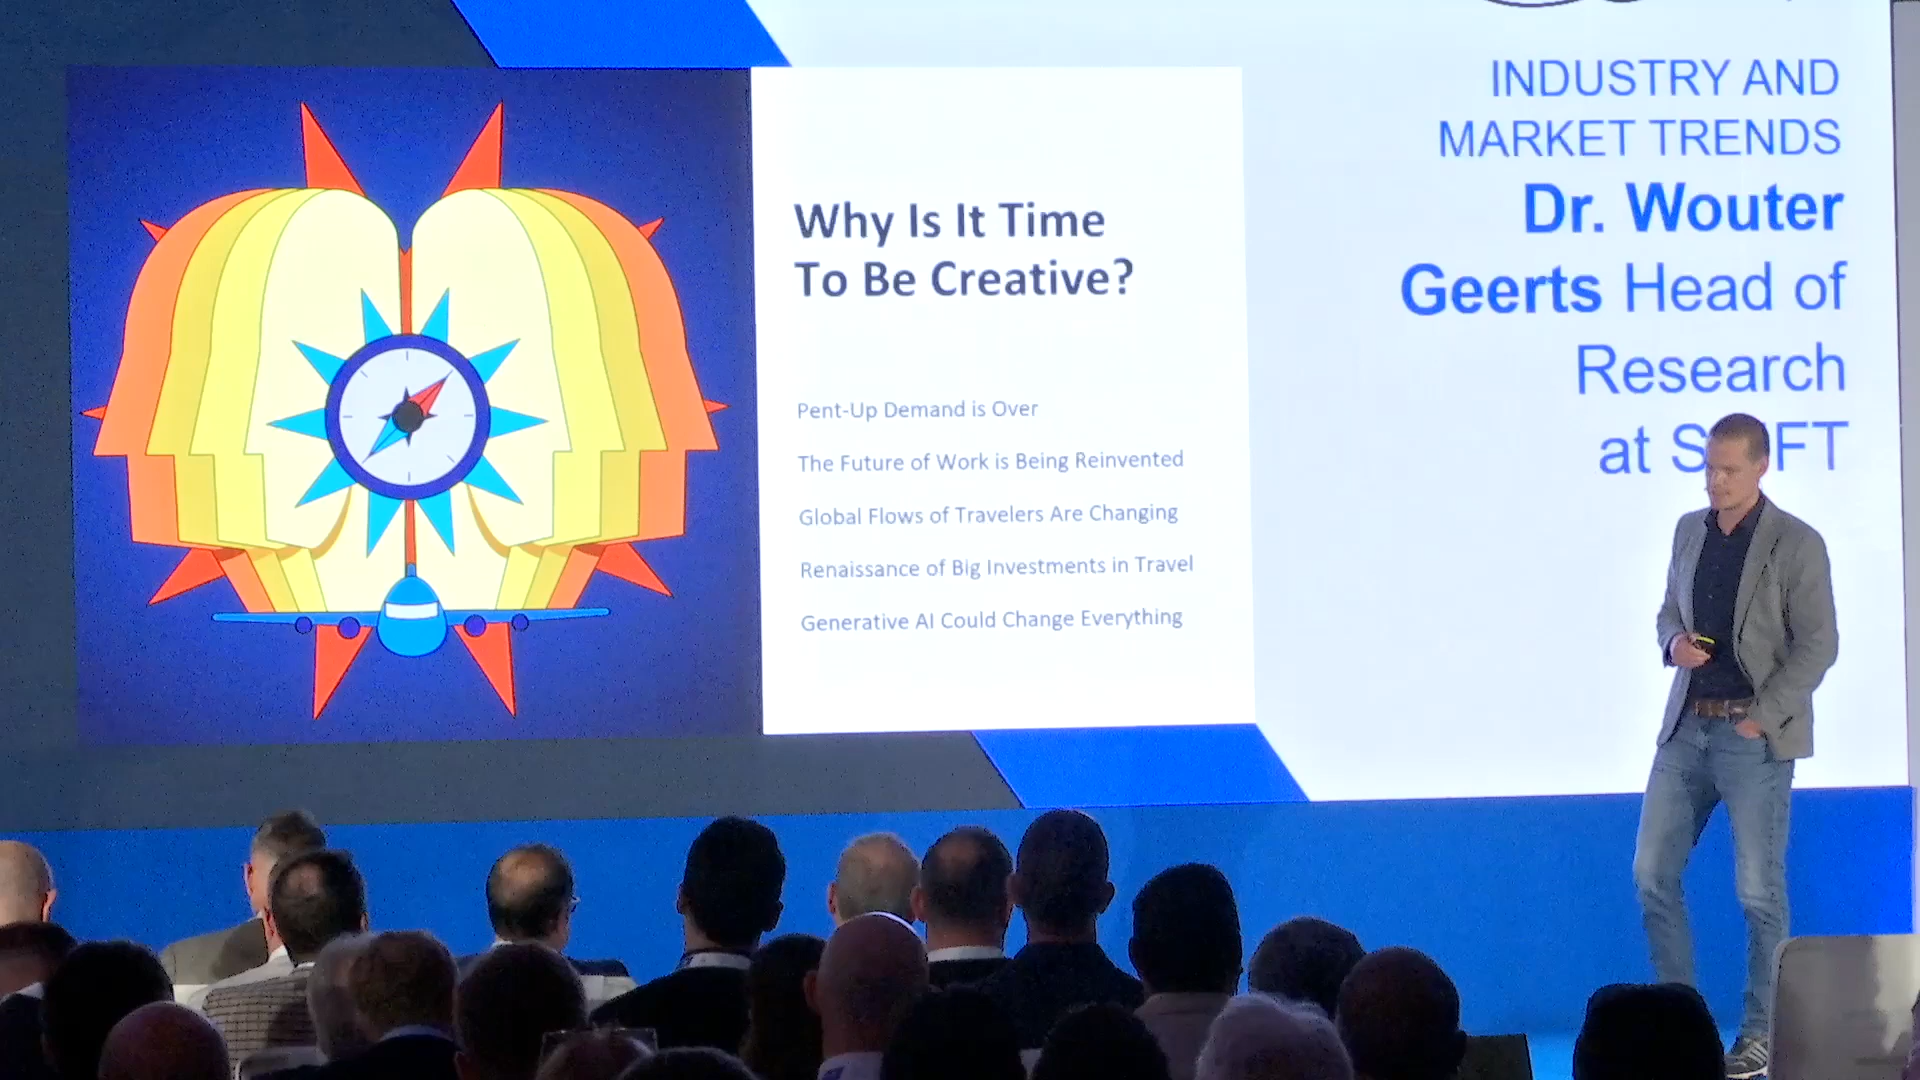 Why Is It Time
To Be Creative?
Pent-Up Demand is Over
The Future of Work is Being Reinvented
Global Flows of Travelers Are Changing
Renaissance of Big Investments in Travel
Generative AI Could Change Everything
INDUSTRY AND
MARKET TRENDS
Dr. Wouter
Geerts Head of
Research
at